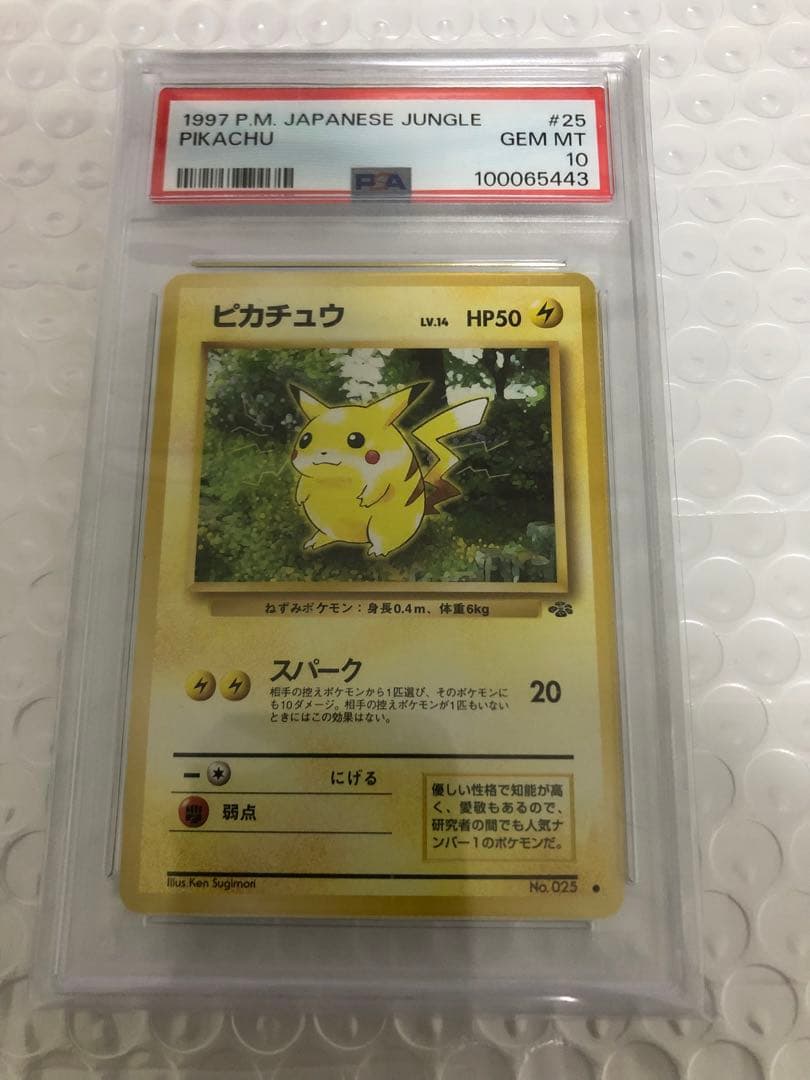 1997 P.M. JAPANESE JUNGLE #25
PIKACHU GEM MT
10
PSA 100065443
ピカチュウ LV.14 HP50
ねずみポケモン：身長0.4m、体重6kg
スパーク 20
相手の控えポケモンから1匹選び、そのポケモンに
も10ダメージ。相手の控えポケモンが1匹もいない
ときにはこの効果はない。
にげる
弱点
優しい性格で知能が高
く、愛敬もあるので、
研究者の間でも人気ナ
ンバー1のポケモンだ。
Illus.Ken Sugimori No.025